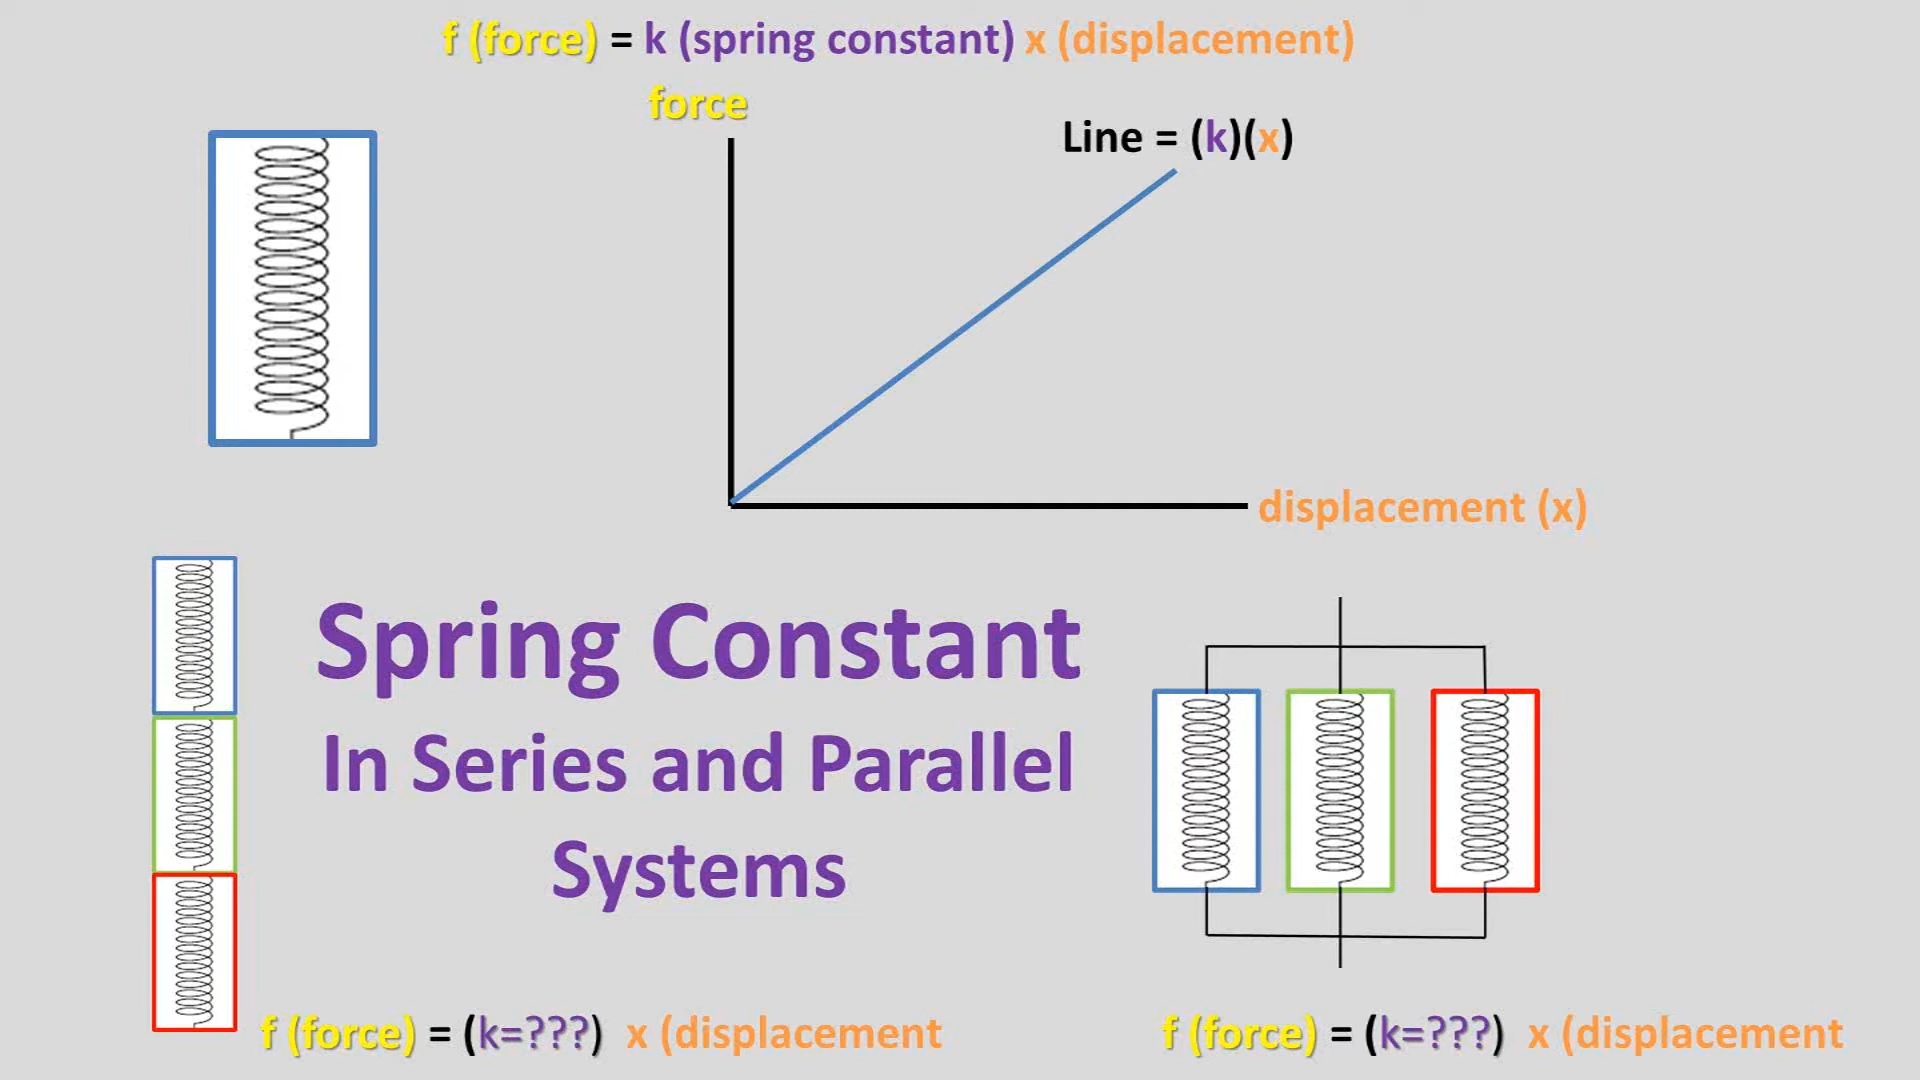 f (force) = k (spring constant) x (displacement)
force
Line = (k)(x)
displacement (x)
Spring Constant
In Series and Parallel
Systems
f (force) = (k=???) x (displacement
f (force) = (k=???) x (displacement